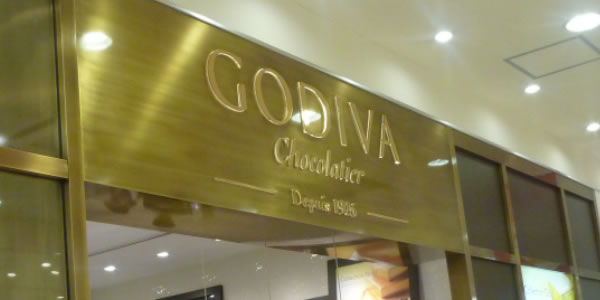 GODIVA
Chocolatier
Depuis 1926